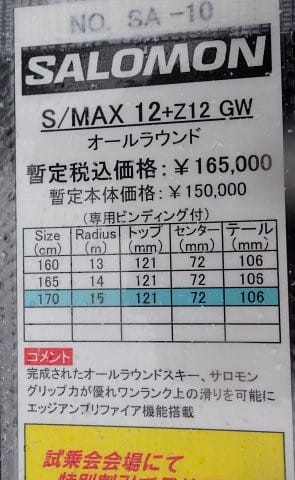 NO. SA-10
SALOMON
S/MAX 12+Z12 GW
オールラウンド
暫定税込価格：￥165,000
暫定本体価格：￥150,000
（専用ビンディング付）
Size (cm) Radius (m) トップ (mm) センター (mm) テール (mm)
160 13 121 72 106
165 14 121 72 106
170 15 121 72 106
コメント
完成されたオールラウンドスキー、サロモン
グリップ力が優れワンランク上の滑りを可能に
エッジアンプリファイア機能搭載
試乗会会場にて